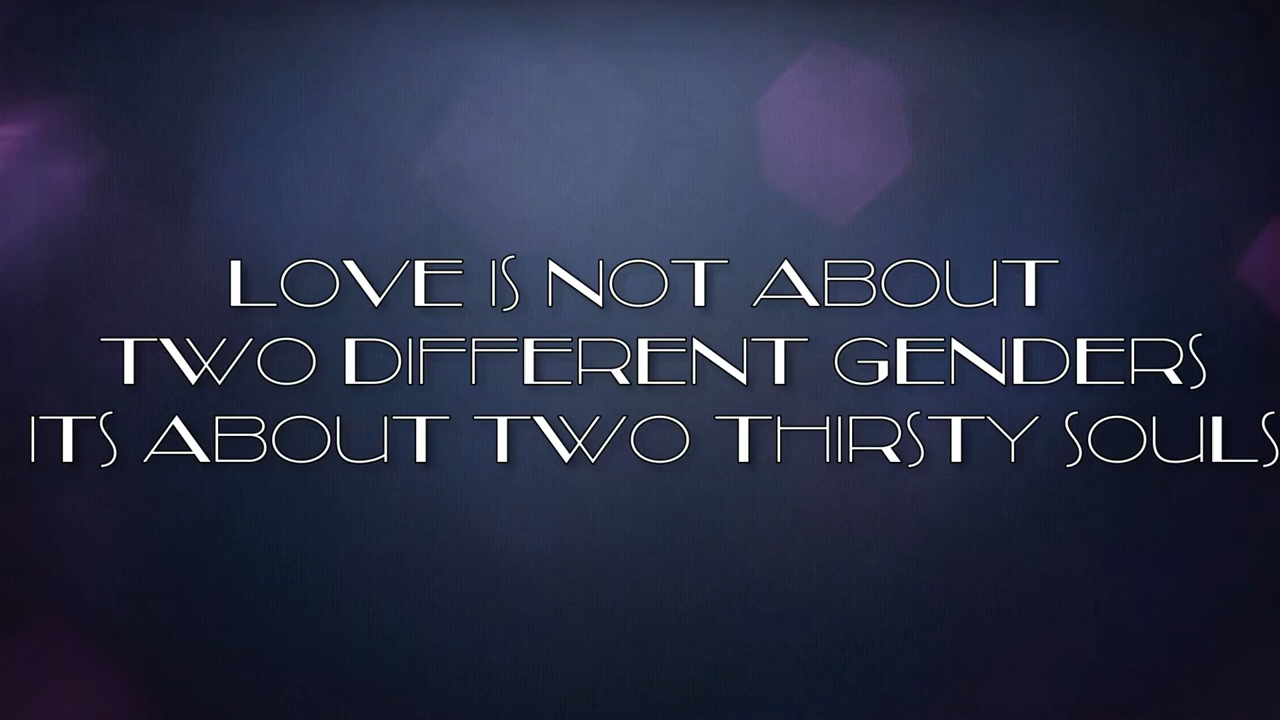 LOVE IS NOT ABOUT
TWO DIFFERENT GENDERS
ITS ABOUT TWO THIRSTY SOULS